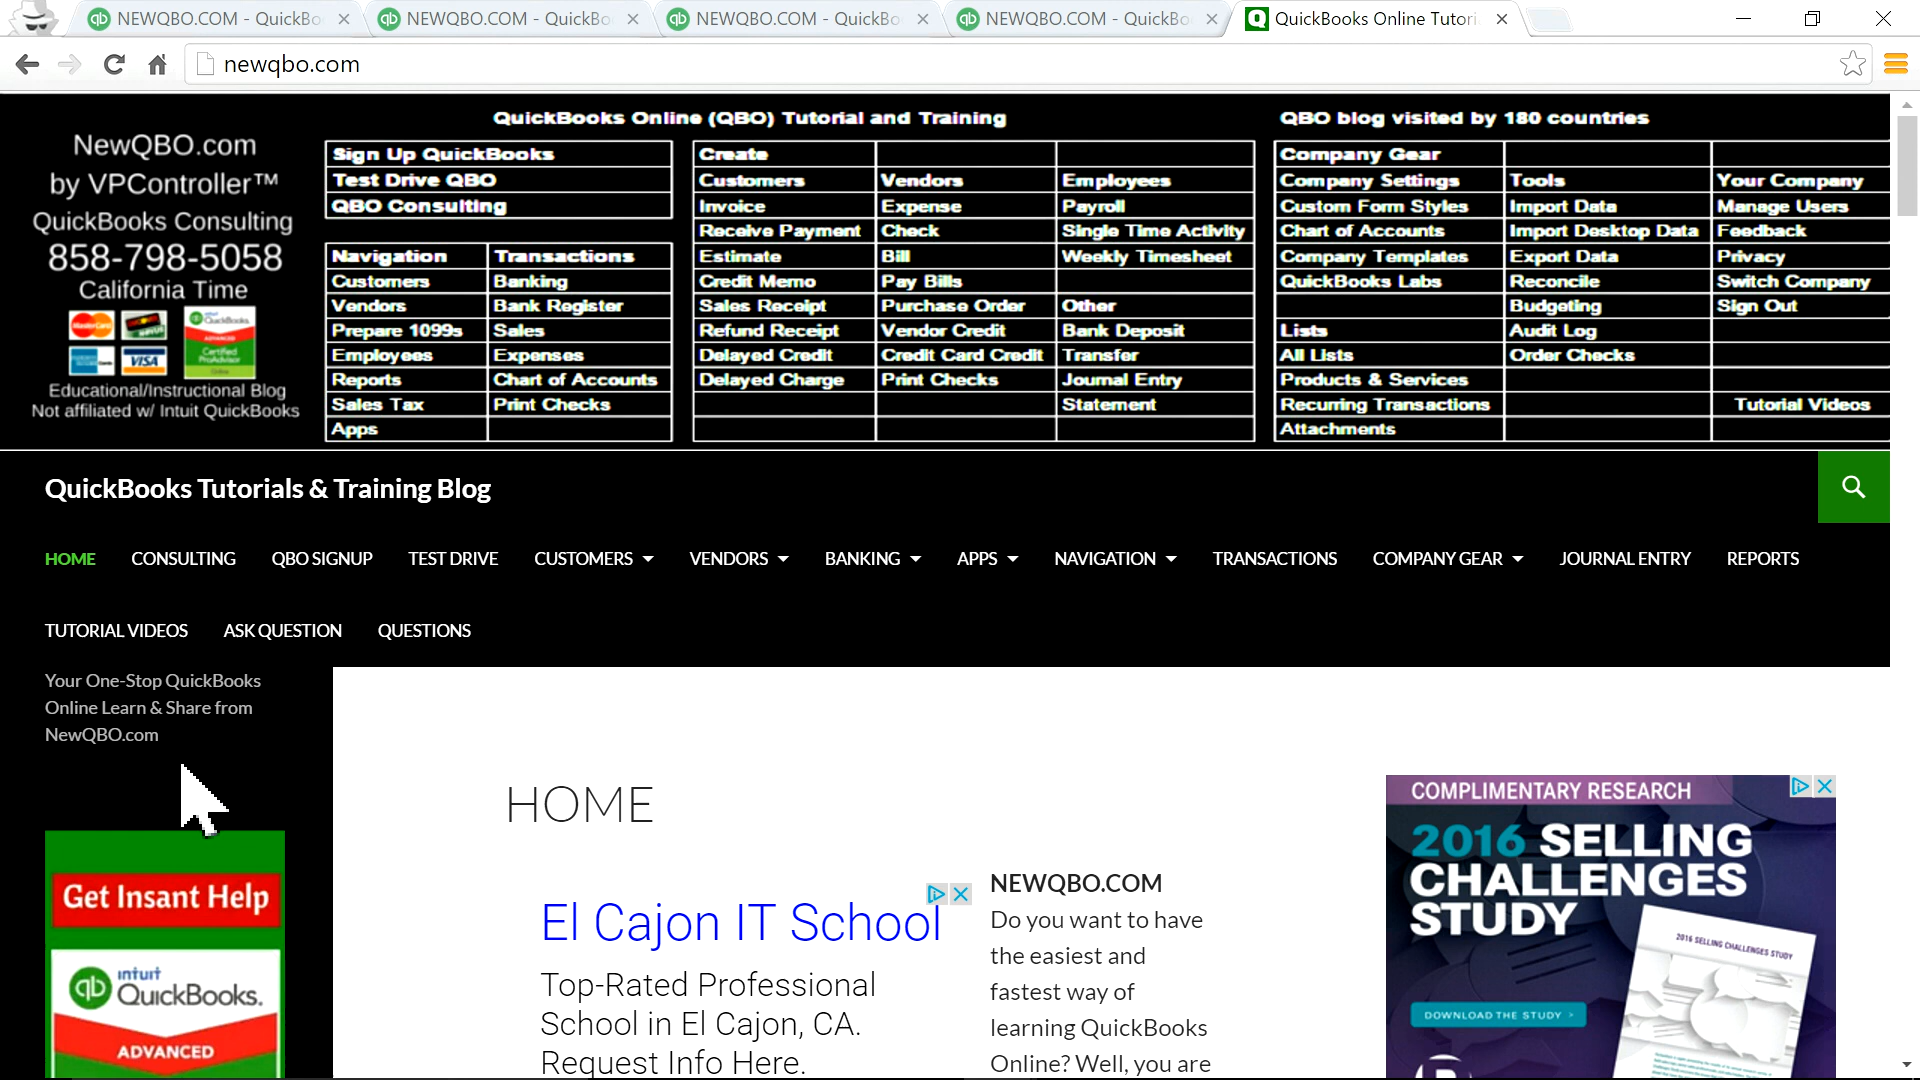 NEWQBO.COM - QuickBo
NEWQBO.COM - QuickBo
NEWQBO.COM - QuickBo
NEWQBO.COM - QuickBo
QuickBooks Online Tutori
newqbo.com
NewQBO.com
by VPController™
QuickBooks Consulting
858-798-5058
California Time
MasterCard
VISA
QuickBooks
ADVANCED
Certified
ProAdvisor
Educational/Instructional Blog
Not affiliated w/ Intuit QuickBooks
QuickBooks Online (QBO) Tutorial and Training
QBO blog visited by 180 countries
Sign Up QuickBooks
Test Drive QBO
QBO Consulting
Navigation Transactions
Customers Banking
Vendors Bank Register
Prepare 1099s Sales
Employees Expenses
Reports Chart of Accounts
Sales Tax Print Checks
Apps
Create
Customers Vendors Employees
Invoice Expense Payroll
Receive Payment Check Single Time Activity
Estimate Bill Weekly Timesheet
Credit Memo Pay Bills
Sales Receipt Purchase Order Other
Refund Receipt Vendor Credit Bank Deposit
Delayed Credit Credit Card Credit Transfer
Delayed Charge Print Checks Journal Entry
Statement
Company Gear
Company Settings Tools Your Company
Custom Form Styles Import Data Manage Users
Chart of Accounts Import Desktop Data Feedback
Company Templates Export Data Privacy
QuickBooks Labs Reconcile Switch Company
Budgeting Sign Out
Lists Audit Log
All Lists Order Checks
Products & Services
Recurring Transactions Tutorial Videos
Attachments
QuickBooks Tutorials & Training Blog
HOME CONSULTING QBO SIGNUP TEST DRIVE CUSTOMERS VENDORS BANKING APPS NAVIGATION TRANSACTIONS COMPANY GEAR JOURNAL ENTRY REPORTS
TUTORIAL VIDEOS ASK QUESTION QUESTIONS
Your One-Stop QuickBooks
Online Learn & Share from
NewQBO.com
Get Insant Help
intuit
qb QuickBooks.
ADVANCED
HOME
El Cajon IT School
Top-Rated Professional
School in El Cajon, CA.
Request Info Here.
NEWQBO.COM
Do you want to have
the easiest and
fastest way of
learning QuickBooks
Online? Well, you are
COMPLIMENTARY RESEARCH
2016 SELLING
CHALLENGES
STUDY
2016 SELLING CHALLENGES STUDY
DOWNLOAD THE STUDY >